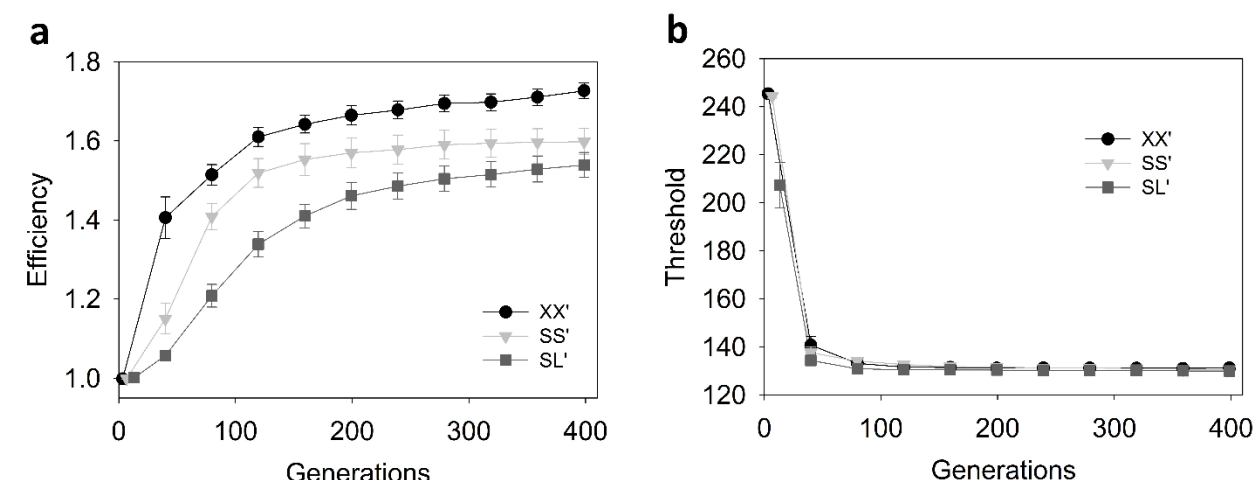 a
1.8
1.6
1.4
1.2
1.0
Efficiency
XX'
SS'
SL'
0
100
200
300
400
Generations
b
260
240
220
200
180
160
140
120
Threshold
XX'
SS'
SL'
0
100
200
300
400
Generations